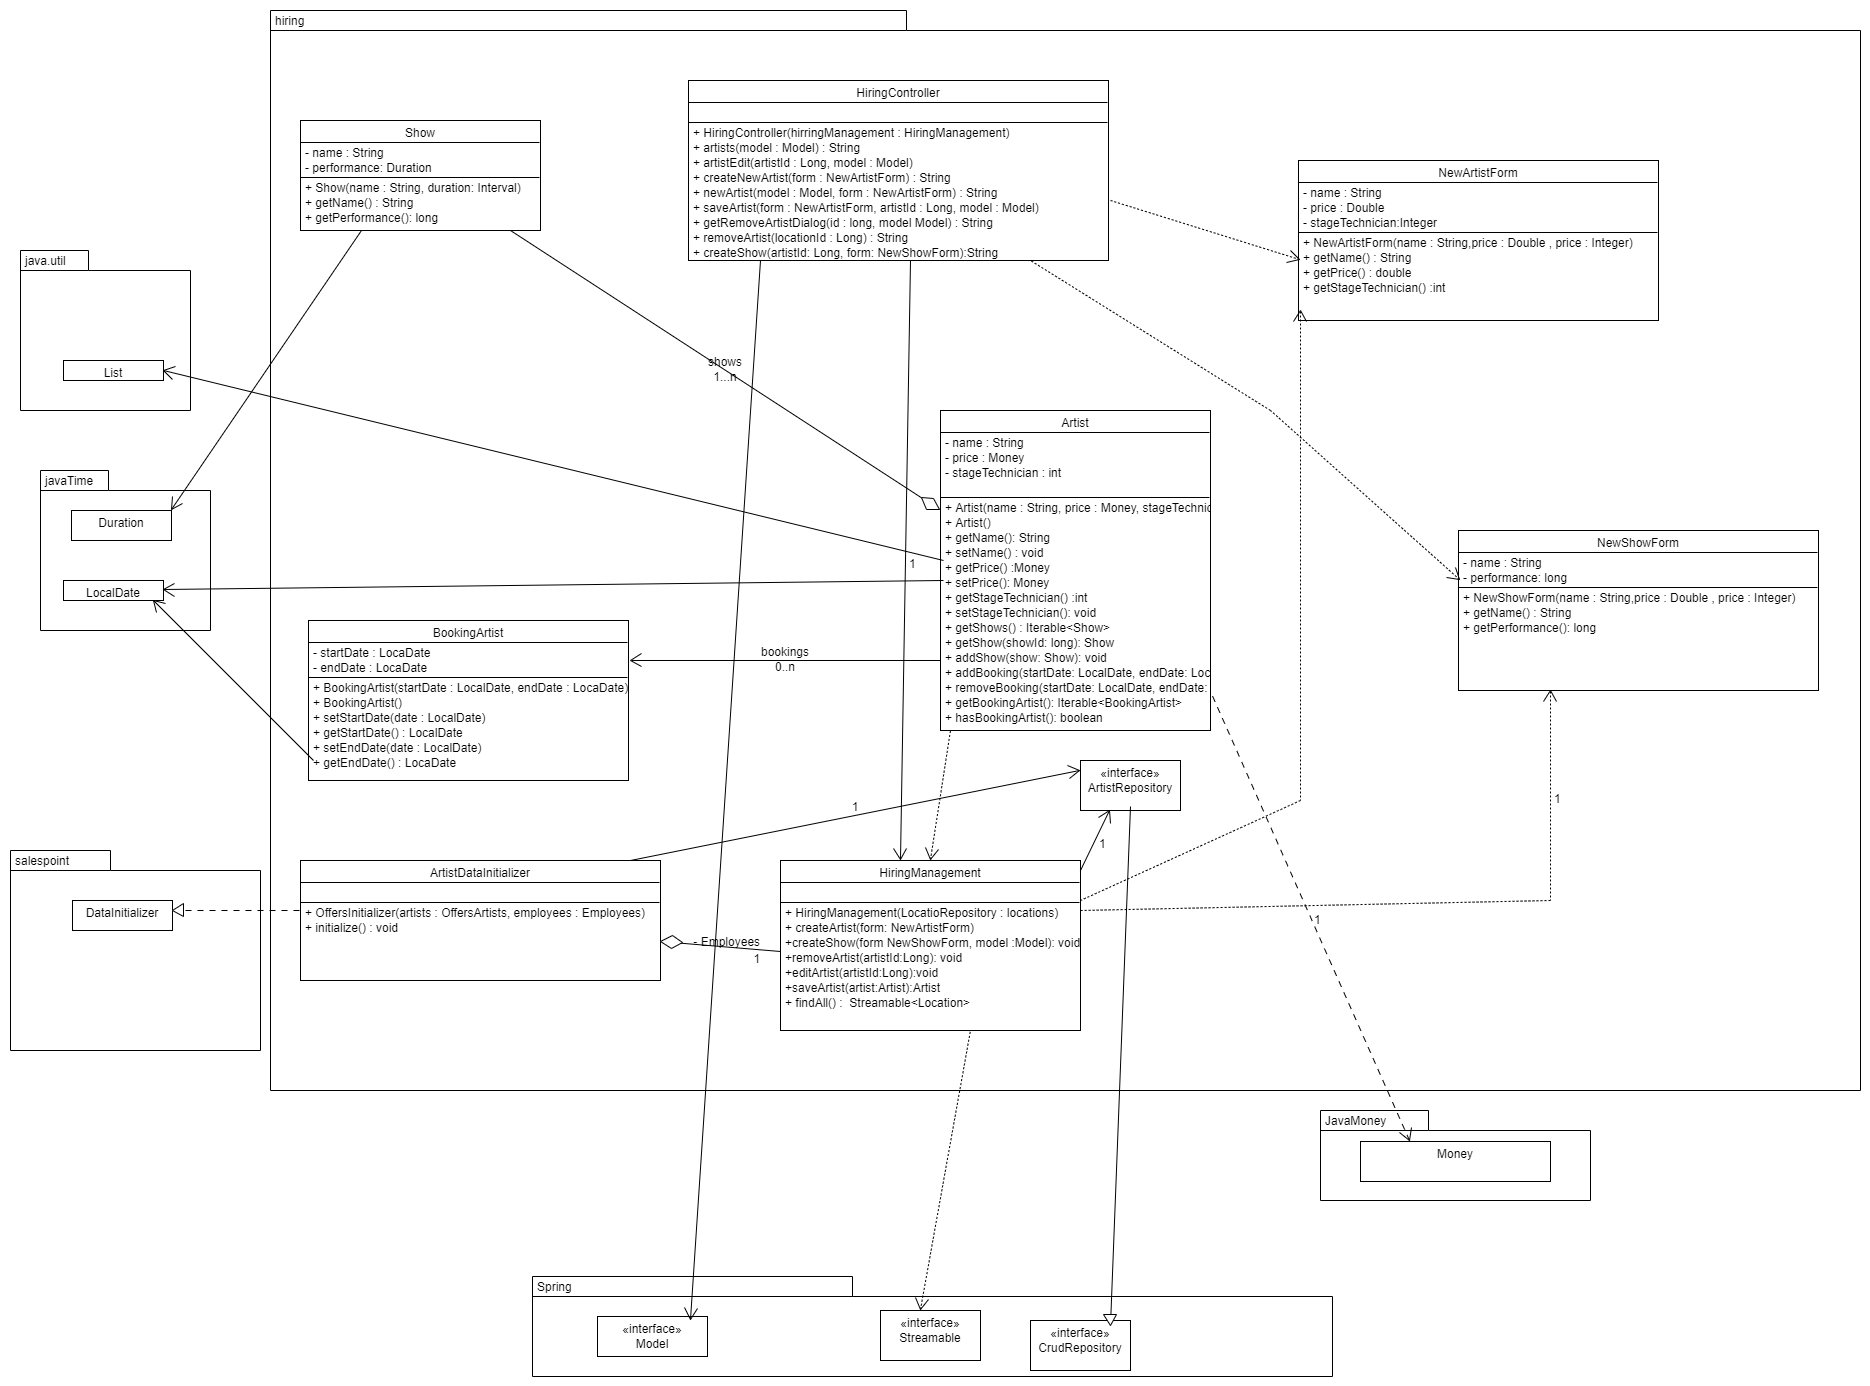 hiring
HiringController
+ HiringController(hirringManagement : HiringManagement)
+ artists(model : Model) : String
+ artistEdit(artistId : Long, model : Model)
+ createNewArtist(form : NewArtistForm) : String
+ newArtist(model : Model, form : NewArtistForm) : String
+ saveArtist(form : NewArtistForm, artistId : Long, model : Model)
+ getRemoveArtistDialog(id : long, model Model) : String
+ removeArtist(locationId : Long) : String
+ createShow(artistId: Long, form: NewShowForm):String
Show
- name : String
- performance: Duration
+ Show(name : String, duration: Interval)
+ getName() : String
+ getPerformance(): long
NewArtistForm
- name : String
- price : Double
- stageTechnician:Integer
+ NewArtistForm(name : String,price : Double , price : Integer)
+ getName() : String
+ getPrice() : double
+ getStageTechnician() :int
java.util
List
shows
1...n
Artist
- name : String
- price : Money
- stageTechnician : int
+ Artist(name : String, price : Money, stageTechnic
+ Artist()
+ getName(): String
+ setName() : void
+ getPrice() :Money
+ setPrice(): Money
+ getStageTechnician() :int
+ setStageTechnician(): void
+ getShows() : Iterable<Show>
+ getShow(showId: long): Show
+ addShow(show: Show): void
+ addBooking(startDate: LocalDate, endDate: Loc
+ removeBooking(startDate: LocalDate, endDate:
+ getBookingArtist(): Iterable<BookingArtist>
+ hasBookingArtist(): boolean
javaTime
Duration
LocalDate
1
NewShowForm
- name : String
- performance: long
+ NewShowForm(name : String,price : Double , price : Integer)
+ getName() : String
+ getPerformance(): long
BookingArtist
- startDate : LocaDate
- endDate : LocaDate
+ BookingArtist(startDate : LocalDate, endDate : LocaDate)
+ BookingArtist()
+ setStartDate(date : LocalDate)
+ getStartDate() : LocalDate
+ setEndDate(date : LocalDate)
+ getEndDate() : LocaDate
bookings
0..n
«interface»
ArtistRepository
1
1
1
salespoint
DataInitializer
ArtistDataInitializer
+ OffersInitializer(artists : OffersArtists, employees : Employees)
+ initialize() : void
- Employees
1
HiringManagement
+ HiringManagement(LocatioRepository : locations)
+ createArtist(form: NewArtistForm)
+createShow(form NewShowForm, model :Model): void
+removeArtist(artistId:Long): void
+editArtist(artistId:Long):void
+saveArtist(artist:Artist):Artist
+ findAll() : Streamable<Location>
1
JavaMoney
Money
Spring
«interface»
Model
«interface»
Streamable
«interface»
CrudRepository